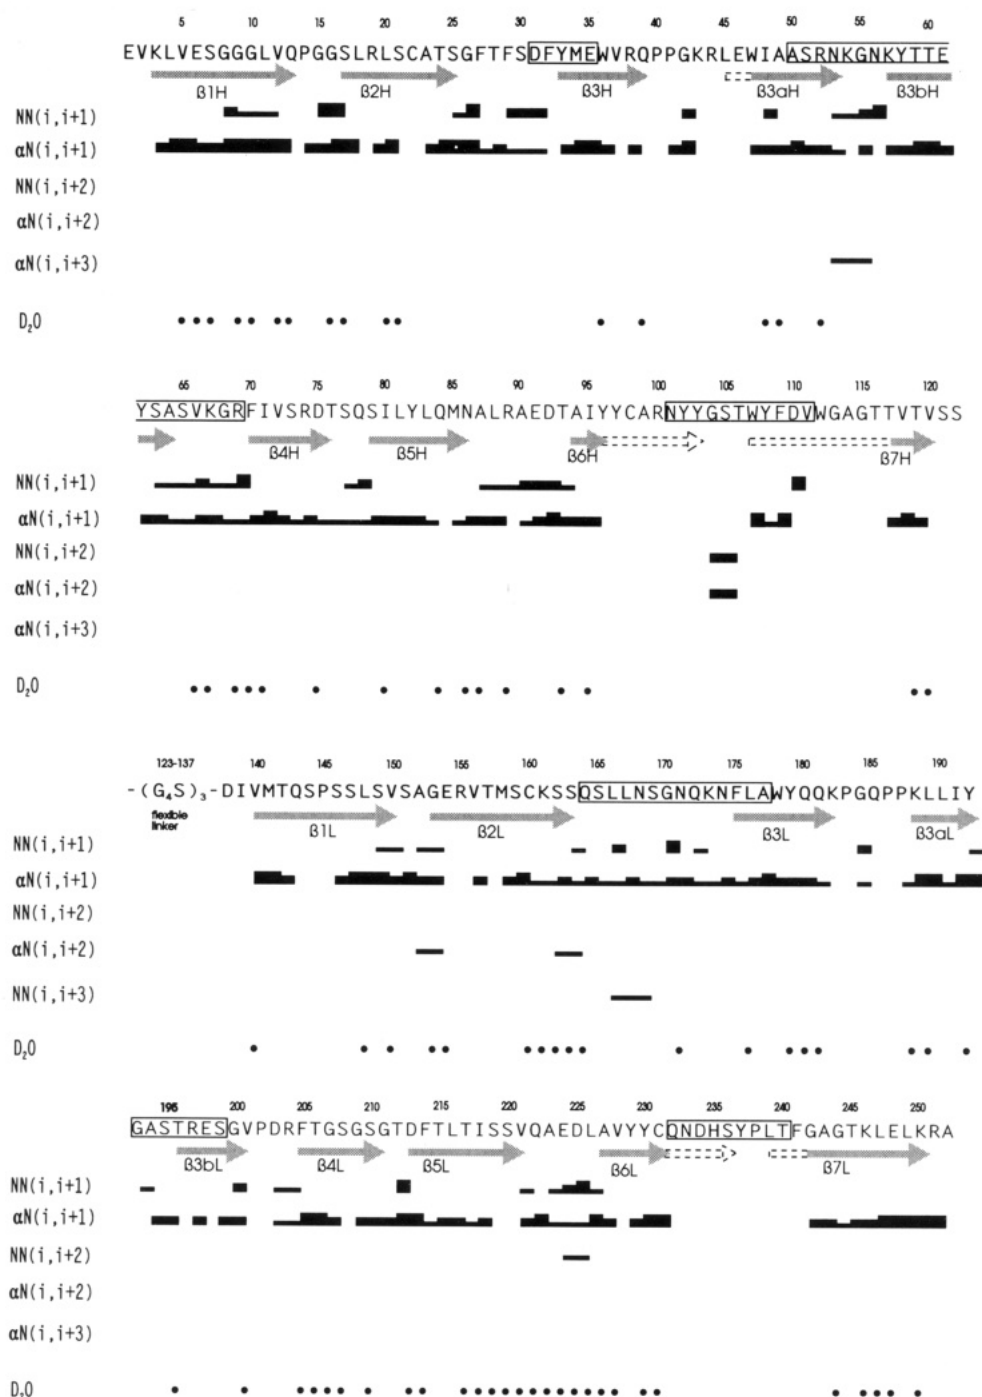 5 10 15 20 25 30 35 40 45 50 55 60
EVKLVESGGGLVQPGGSLRLSCATSGFTFSDFYMEWVRQPPGKRLEWIAASRNKGNKYTTE
β1H β2H β3H β3aH β3bH
NN(i,i+1)
αN(i,i+1)
NN(i,i+2)
αN(i,i+2)
αN(i,i+3)
D₂O
65 70 75 80 85 90 95 100 105 110 115 120
YSASVKGRFIVSRDTSQSILYLQMNALRAEDTAIYYCARNYYGSTWYFDVWGAGTTVTVSS
β4H β5H β6H β7H
NN(i,i+1)
αN(i,i+1)
NN(i,i+2)
αN(i,i+2)
αN(i,i+3)
D₂O
123-137 140 145 150 155 160 165 170 175 180 185 190
-(G₄S)₃-DIVMTQSPSSLSVSAGERVTMSCKSSQSLLNSGNQKNFLAWYQQKPGQPPKLLIY
flexible
linker
β1L β2L β3L β3aL
NN(i,i+1)
αN(i,i+1)
NN(i,i+2)
αN(i,i+2)
NN(i,i+3)
D₂O
195 200 205 210 215 220 225 230 235 240 245 250
GASTRESGVPDRFTGSGSGTDFTLTISSVQAEDLAVYYCQNDHSYPLTFGAGTKLELKRA
β3bL β4L β5L β6L β7L
NN(i,i+1)
αN(i,i+1)
NN(i,i+2)
αN(i,i+2)
αN(i,i+3)
D₂O